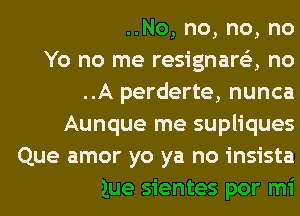 ..No, no, no, no
Yo no me resignaré, no
..A perderte, nunca
Aunque me supliques
Que amor yo ya no insista
que sientes por mi